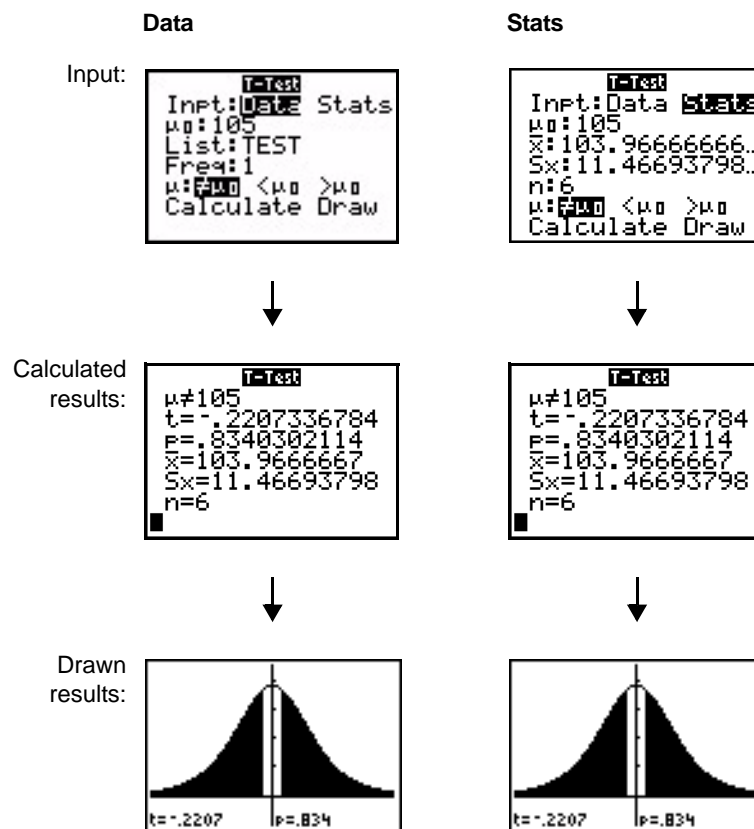 Data
Stats
Input:
T-Test
Inpt:Data Stats
μ0:105
List:TEST
Freq:1
μ:≠μ0 <μ0 >μ0
Calculate Draw
T-Test
Inpt:Data Stats
μ0:105
x̄:103.96666666…
Sx:11.46693798…
n:6
μ:≠μ0 <μ0 >μ0
Calculate Draw
Calculated
results:
T-Test
μ≠105
t=-.2207336784
p=.8340302114
x̄=103.9666667
Sx=11.46693798
n=6
T-Test
μ≠105
t=-.2207336784
p=.8340302114
x̄=103.9666667
Sx=11.46693798
n=6
Drawn
results:
t=-.2207 p=.834
t=-.2207 p=.834